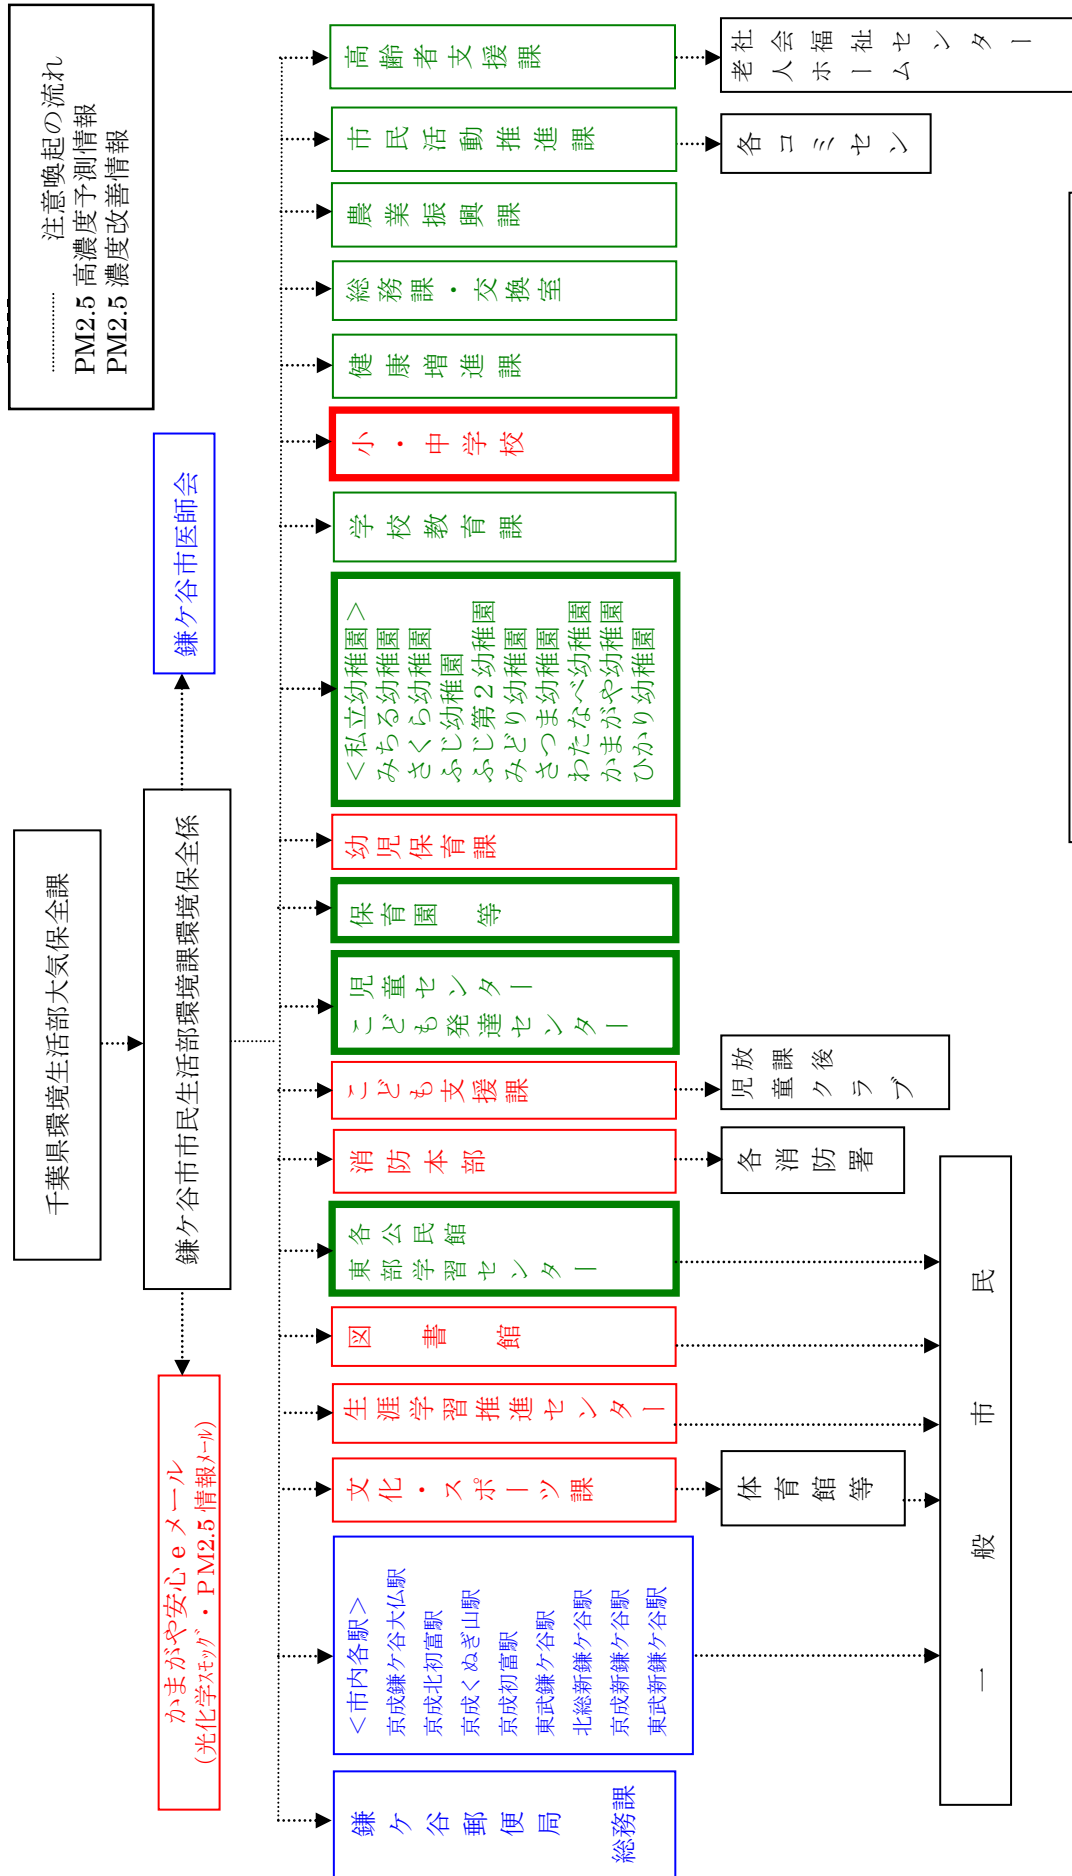 千葉県環境生活部大気保全課
鎌ケ谷市市民生活部環境課環境保全係
かまがや安心eメール
(光化学スモッグ・PM2.5情報メール)
鎌ケ谷市医師会
注意喚起の流れ
PM2.5 高濃度予測情報
PM2.5 濃度改善情報
鎌ケ谷郵便局
総務課
<市内各駅>
京成鎌ケ谷大仏駅
京成北初富駅
京成くぬぎ山駅
京成初富駅
東武鎌ケ谷駅
北総新鎌ケ谷駅
京成新鎌ケ谷駅
東武新鎌ケ谷駅
文化・スポーツ課
生涯学習推進センター
図書館
各公民館
東部学習センター
消防本部
こども支援課
児童センター
こども発達センター
保育園 等
幼児保育課
<私立幼稚園>
みちる幼稚園
さくら幼稚園
ふじ幼稚園
ふじ第2幼稚園
みどり幼稚園
さつま幼稚園
わたなべ幼稚園
かまがや幼稚園
ひかり幼稚園
学校教育課
小・中学校
健康増進課
総務課・交換室
農業振興課
市民活動推進課
高齢者支援課
体育館等
各消防署
放課後
児童クラブ
各コミセン
社会福祉センター
老人ホーム
一般市民